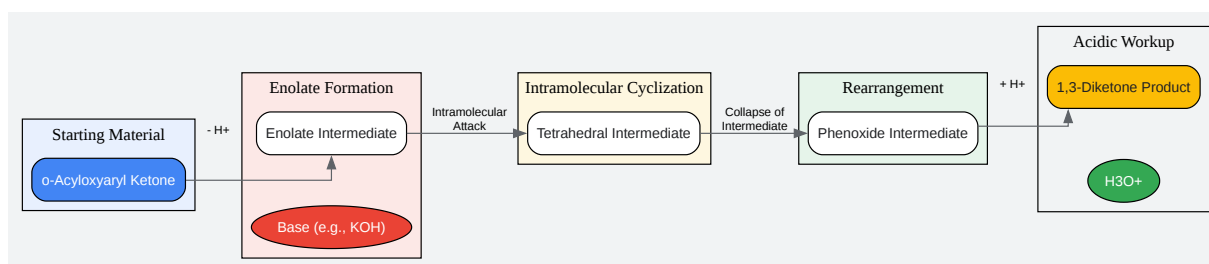 Starting Material
o-Acyloxyaryl Ketone
- H+
Enolate Formation
Enolate Intermediate
Base (e.g., KOH)
Intramolecular
Attack
Intramolecular Cyclization
Tetrahedral Intermediate
Collapse of
Intermediate
Rearrangement
Phenoxide Intermediate
+ H+
Acidic Workup
1,3-Diketone Product
H3O+